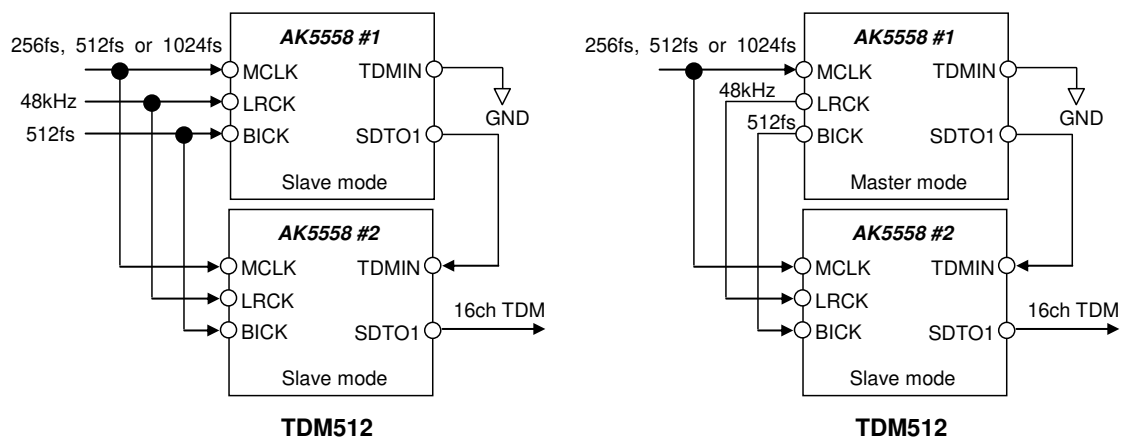 AK5558 #1
256fs, 512fs or 1024fs
MCLK
TDMIN
48kHz
LRCK
GND
512fs
BICK
SDTO1
Slave mode
AK5558 #2
MCLK
TDMIN
LRCK
16ch TDM
BICK
SDTO1
Slave mode
TDM512
AK5558 #1
256fs, 512fs or 1024fs
MCLK
TDMIN
48kHz
LRCK
GND
512fs
BICK
SDTO1
Master mode
AK5558 #2
MCLK
TDMIN
LRCK
16ch TDM
BICK
SDTO1
Slave mode
TDM512